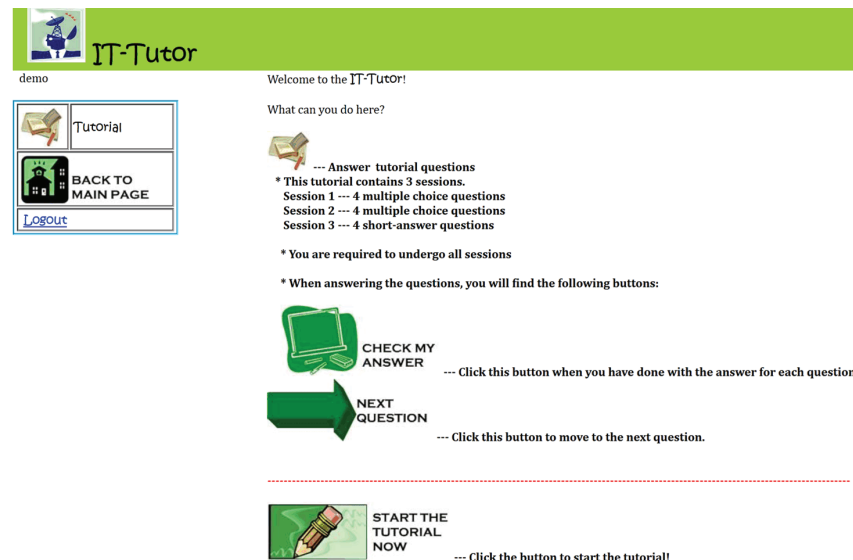 IT-Tutor
demo
Tutorial
BACK TO
MAIN PAGE
Logout
Welcome to the IT-Tutor!
What can you do here?
--- Answer tutorial questions
* This tutorial contains 3 sessions.
Session 1 --- 4 multiple choice questions
Session 2 --- 4 multiple choice questions
Session 3 --- 4 short-answer questions
* You are required to undergo all sessions
* When answering the questions, you will find the following buttons:
CHECK MY
ANSWER
--- Click this button when you have done with the answer for each question
NEXT
QUESTION
--- Click this button to move to the next question.
START THE
TUTORIAL
NOW
--- Click the button to start the tutorial!